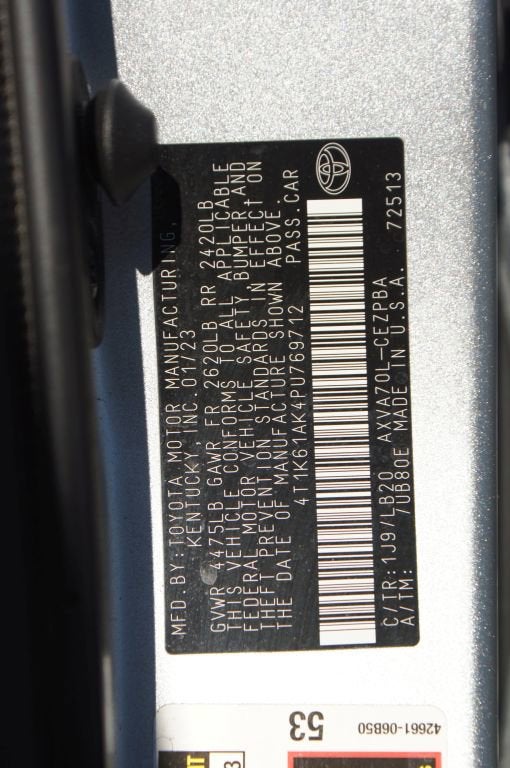 MFD.BY:TOYOTA MOTOR MANUFACTURING,
KENTUCKY, INC. 01/23
GVWR 4475LB GAWR FR 2620LB RR 2420LB
THIS VEHICLE CONFORMS TO ALL APPLICABLE
FEDERAL MOTOR VEHICLE SAFETY, BUMPER AND
THEFT PREVENTION STANDARDS IN EFFECT ON
THE DATE OF MANUFACTURE SHOWN ABOVE.
4T1K61AK4PU769712 PASS.CAR
C/TR:1J9/LB20 AXVA70L-CEZPBA
A/TM: /UB80E MADE IN U.S.A. 72513
53
42661-06B50